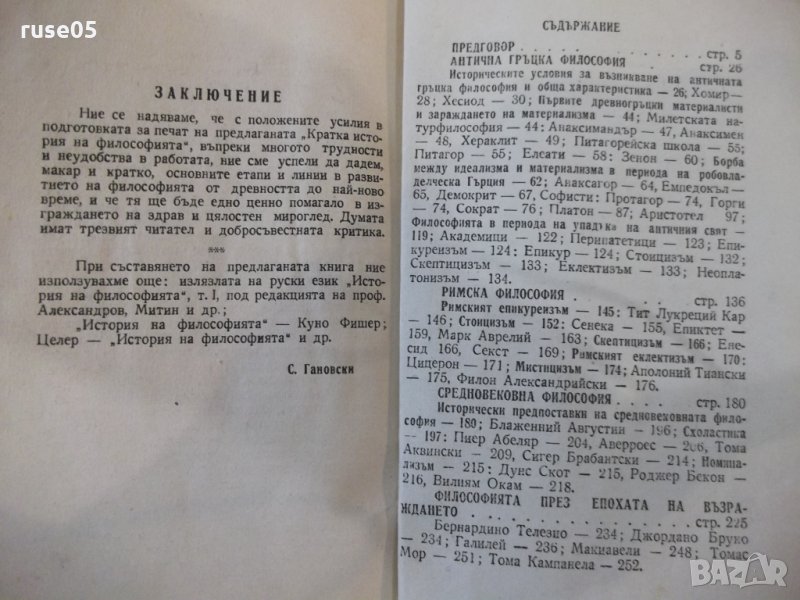 ruse05
ЗАКЛЮЧЕНИЕ
Ние се надяваме, че с положените усилия в
подготовката за печат на предлаганата „Кратка исто-
рия на философията“, въпреки многото трудности
и неудобства в работата, ние сме успели да дадем,
макар и кратко, основните етапи и линии в разви-
тието на философията от древността до най-ново
време, и че тя ще бъде едно ценно помагало в из-
граждането на здрав и цялостен мироглед. Думата
имат трезвият читател и добросъвестната критика.
***
При съставянето на предлаганата книга ние
използувахме още: излязлата на руски език „Исто-
рия на философията“, т. I, под редакцията на проф.
Александров, Митин и др.;
„История на философията“ — Куно Фишер;
Целер — „История на философията“ и др.
С. Гановски
СЪДЪРЖАНИЕ
ПРЕДГОВОР . . . . . . . . . . стр. 5
АНТИЧНА ГРЪЦКА ФИЛОСОФИЯ . . . . . стр. 26
Историческите условия за възникване на античната
гръцка философия и обща характеристика — 26; Хомир —
28; Хесиод — 30; Първите древногръцки материалисти
и зараждането на материализма — 44; Милетската на-
турфилософия — 44: Анаксимандър — 47, Анаксимен
— 48, Хераклит — 49; Питагорейска школа — 55;
Питагор — 55; Елеати — 58: Зенон — 60; Борба
между идеализма и материализма в периода на робовла-
делческа Гърция — 62; Анаксагор — 64, Емпедокъл —
65, Демокрит — 67, Софисти: Протагор — 74, Горги
— 74, Сократ — 76; Платон — 87; Аристотел 97;
Философията в периода на упадъка на античния свят —
119; Академици — 122; Перипатетици — 123; Епи-
куреизъм — 124: Епикур — 124; Стоицизъм — 132;
Скептицизъм — 133; Еклектизъм — 133; Неопла-
тонизъм — 134.
РИМСКА ФИЛОСОФИЯ . . . . . . . стр. 136
Римският епикуреизъм — 145: Тит Лукреций Кар
— 146; Стоицизъм — 152: Сенека — 155, Епиктет —
159, Марк Аврелий — 163; Скептицизъм — 166; Ене-
сид 166, Секст — 169; Римският еклектизъм — 170:
Цицерон — 171; Мистицизъм — 174; Аполоний Тиански
— 175, Филон Александрийски — 176.
СРЕДНОВЕКОВНА ФИЛОСОФИЯ . . . . стр. 180
Исторически предпоставки на средновековната фило-
софия — 180; Блаженний Августин — 196; Схоластика
— 197: Пиер Абеляр — 204, Аверроес — 206, Тома
Аквински — 209, Сигер Брабантски — 214; Номина-
лизъм — 215: Дунс Скот — 215, Роджер Бекон —
216, Вилиям Окам — 218.
ФИЛОСОФИЯТА ПРЕЗ ЕПОХАТА НА ВЪЗРА-
ЖДАНЕТО . . . . . . . . . . стр. 225
Бернардино Телезио — 234; Джордано Бруно
— 234; Галилей — 236; Макиавели — 248; Томас
Мор — 251; Тома Кампанела — 252.
BAZAR